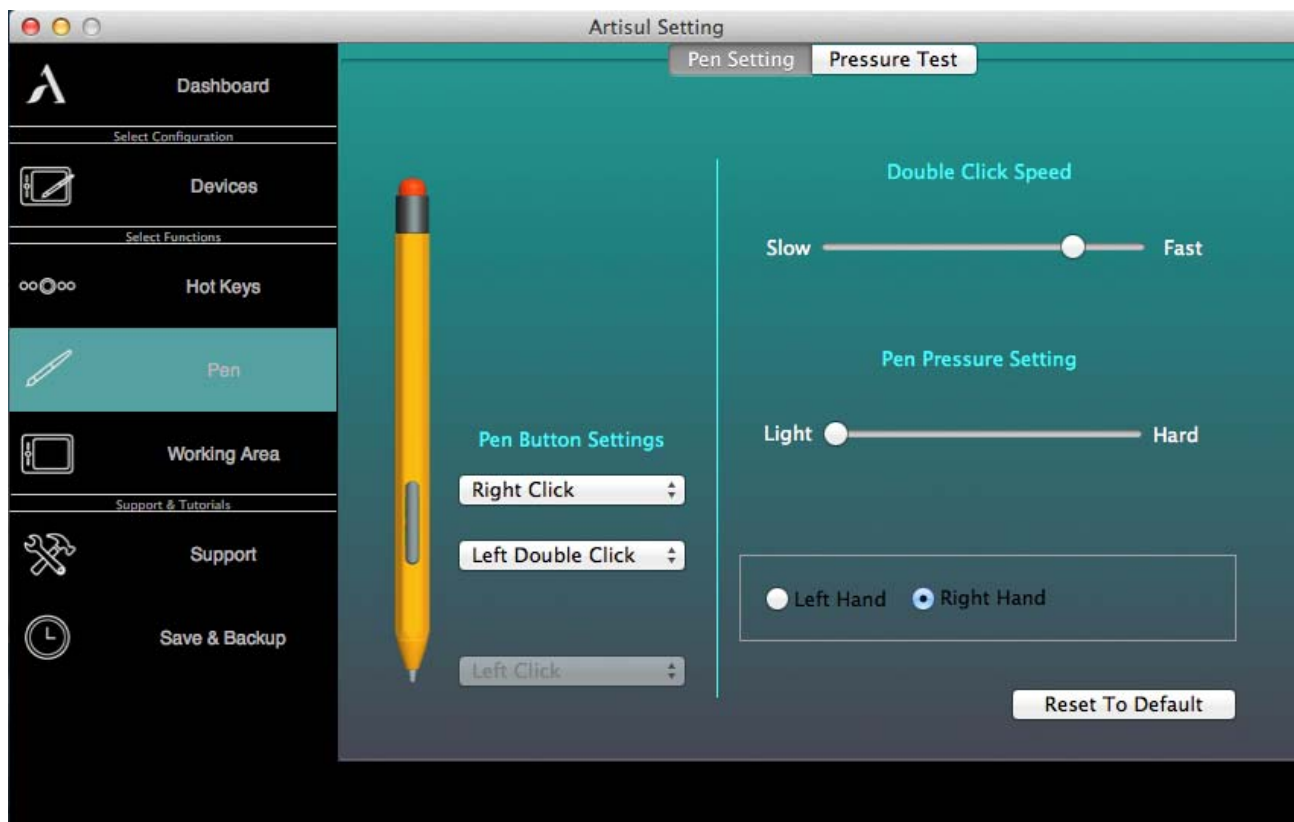 Artisul Setting
Pen Setting
Pressure Test
Dashboard
Select Configuration
Devices
Select Functions
Hot Keys
Pen
Working Area
Support & Tutorials
Support
Save & Backup
Pen Button Settings
Right Click
Left Double Click
Left Click
Double Click Speed
Slow Fast
Pen Pressure Setting
Light Hard
Left Hand Right Hand
Reset To Default